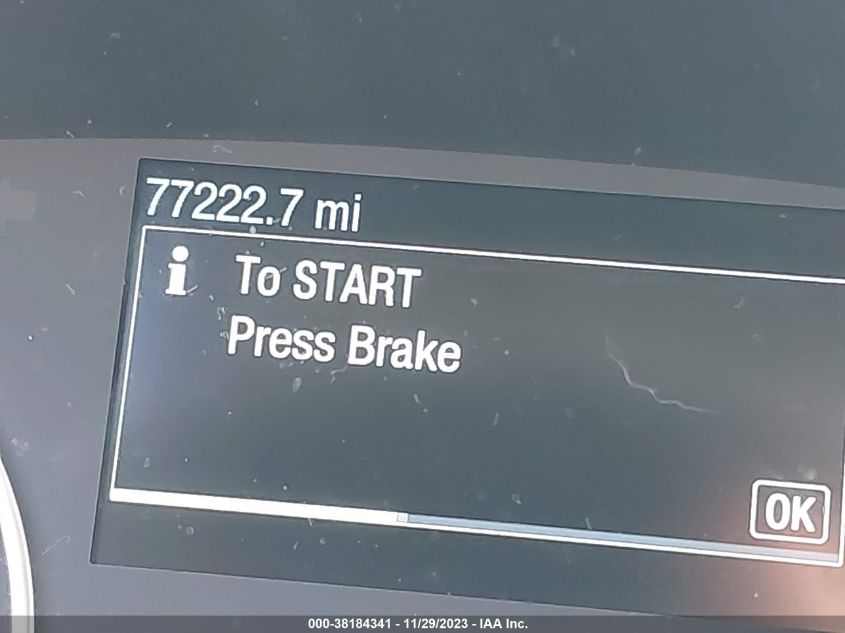 77222.7 mi
i To START
Press Brake
OK
000-38184341 - 11/29/2023 - IAA Inc.